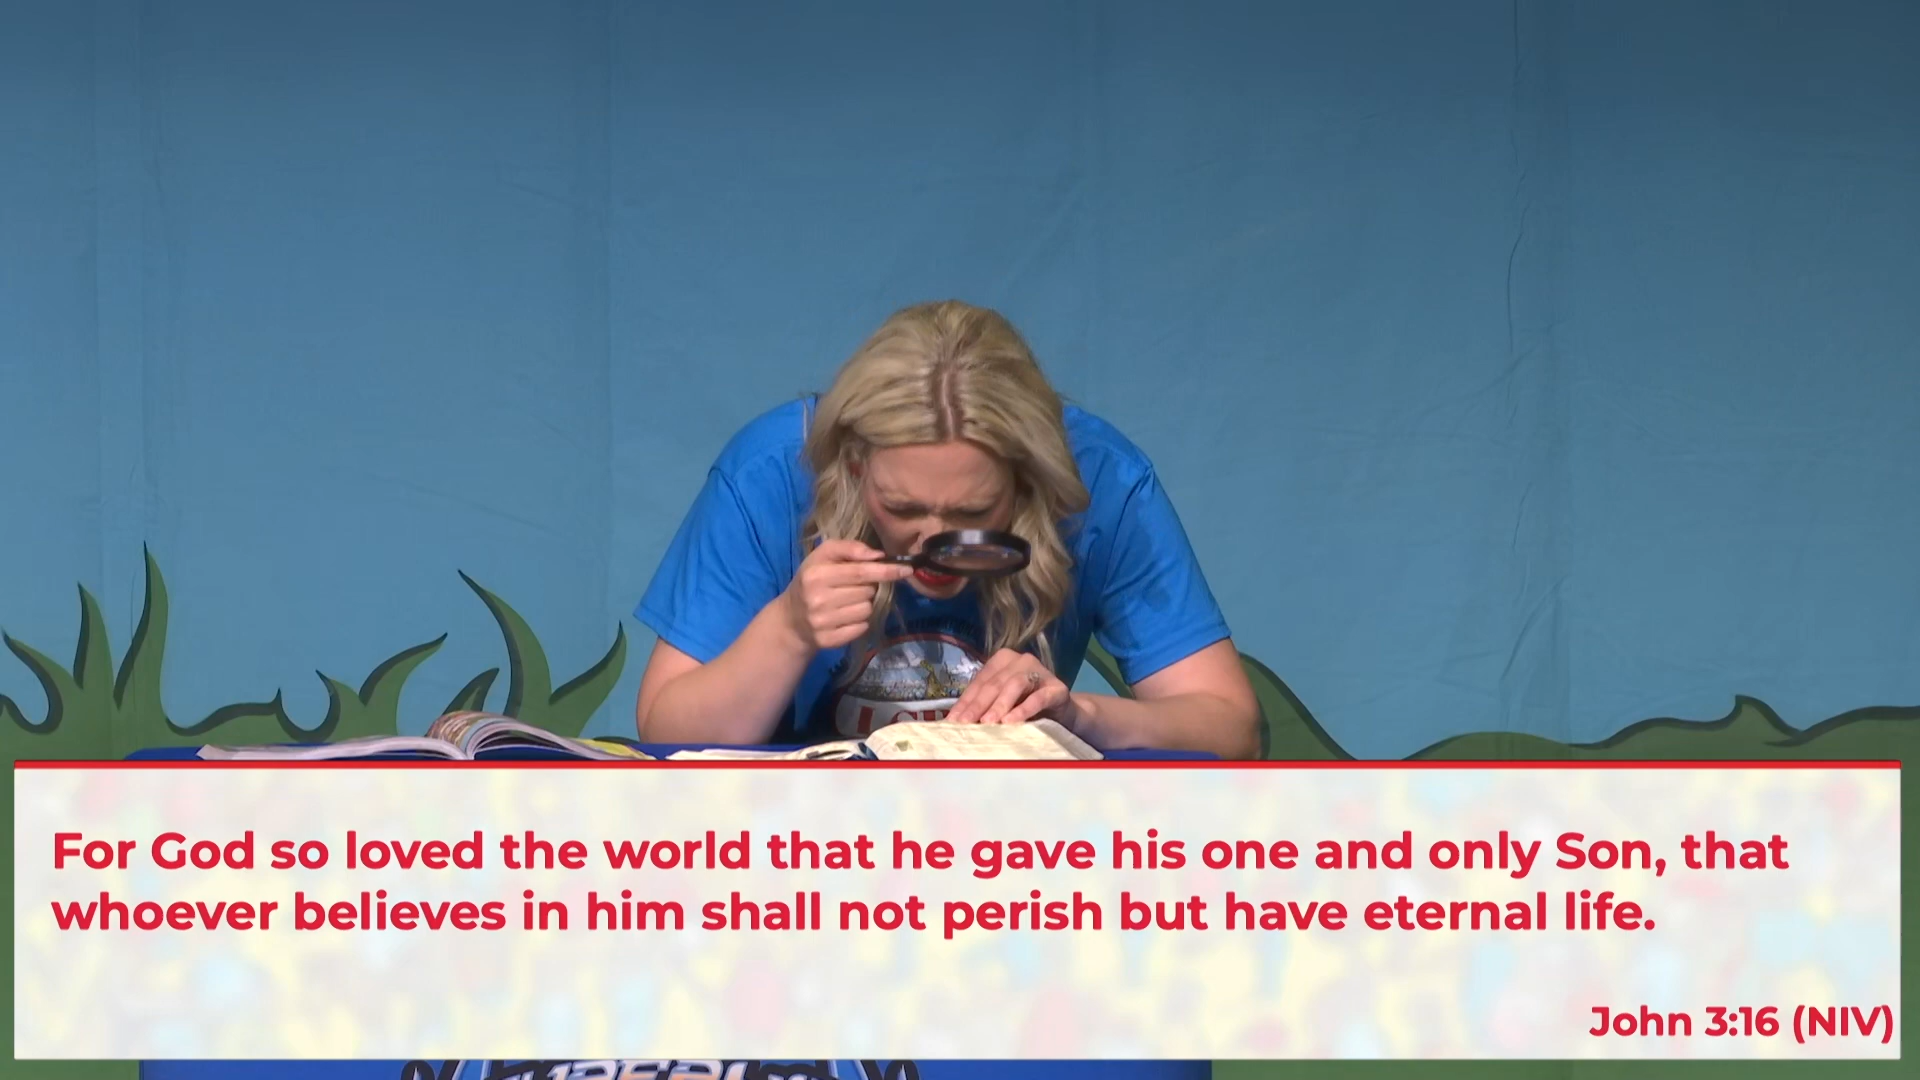 For God so loved the world that he gave his one and only Son, that
whoever believes in him shall not perish but have eternal life.
John 3:16 (NIV)